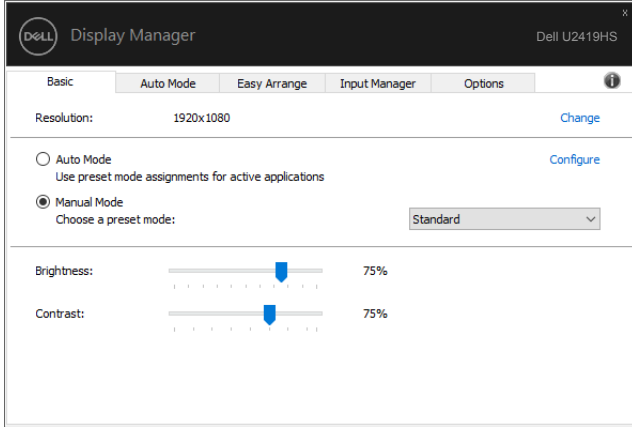 x
DELL Display Manager Dell U2419HS
Basic Auto Mode Easy Arrange Input Manager Options i
Resolution: 1920x1080 Change
Auto Mode Configure
Use preset mode assignments for active applications
Manual Mode
Choose a preset mode: Standard
Brightness: 75%
Contrast: 75%